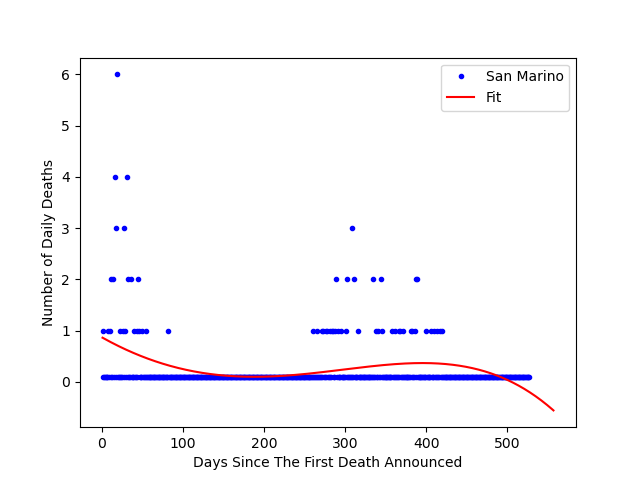 San Marino
Fit
6
5
4
3
2
1
0
Number of Daily Deaths
0 100 200 300 400 500
Days Since The First Death Announced